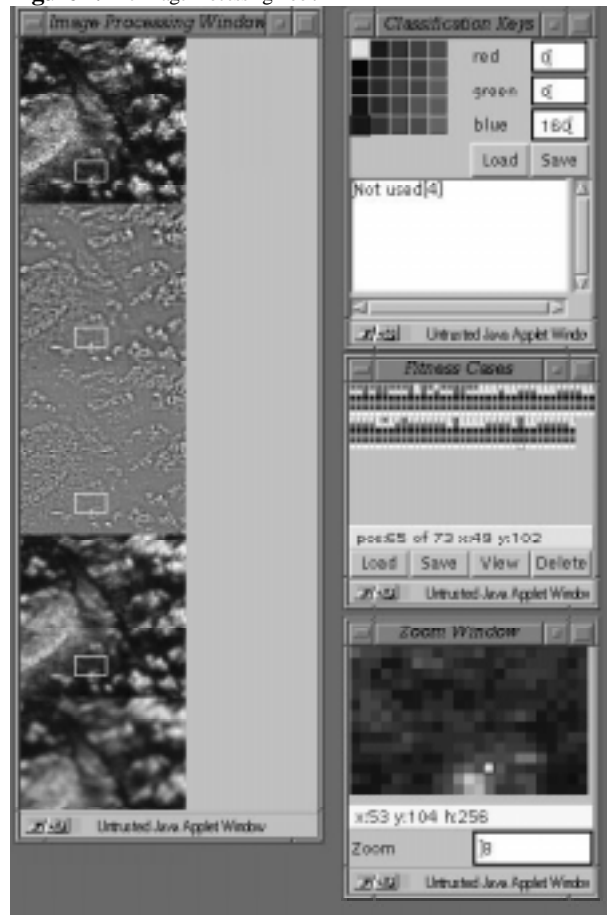 Image Processing Window
Classification Keys
red 0
green 0
blue 160
Load Save
Not used[4]
Untrusted Java Applet Windo
Fitness Cases
pos:65 of 73 x:49 y:102
Load Save View Delete
Untrusted Java Applet Window
Zoom Window
x:53 y:104 h:256
Zoom 8
Untrusted Java Applet Window
Untrusted Java Applet Window